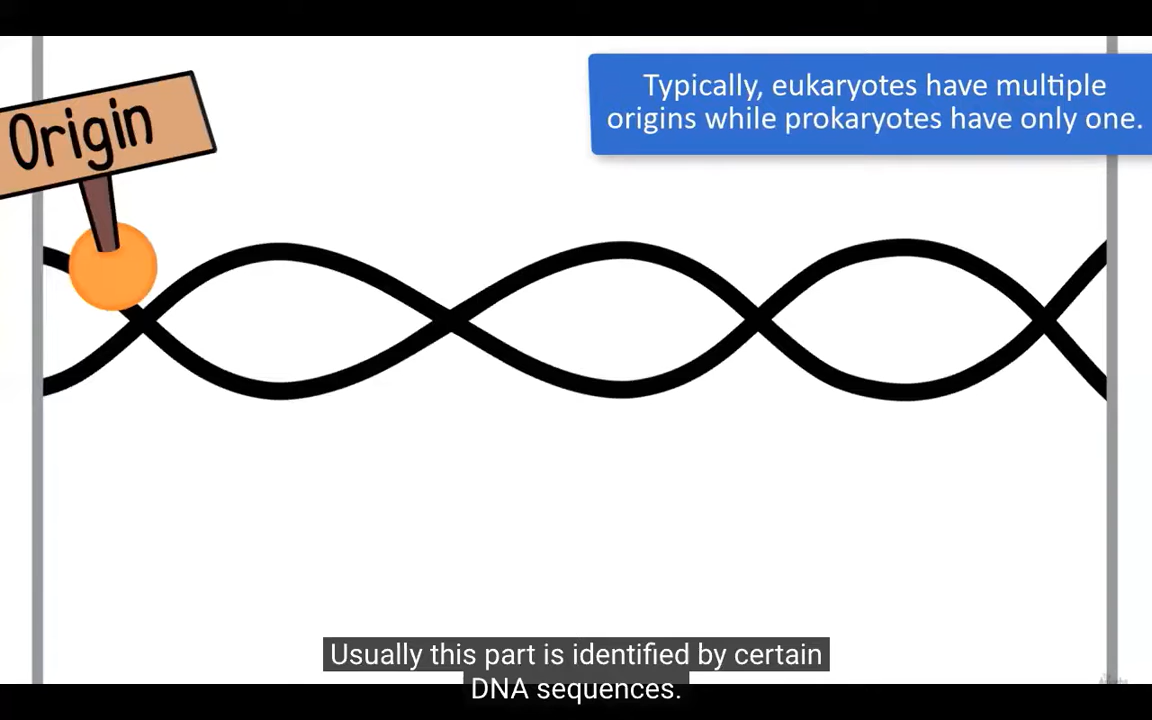 Origin
Typically, eukaryotes have multiple
origins while prokaryotes have only one.
Usually this part is identified by certain
DNA sequences.